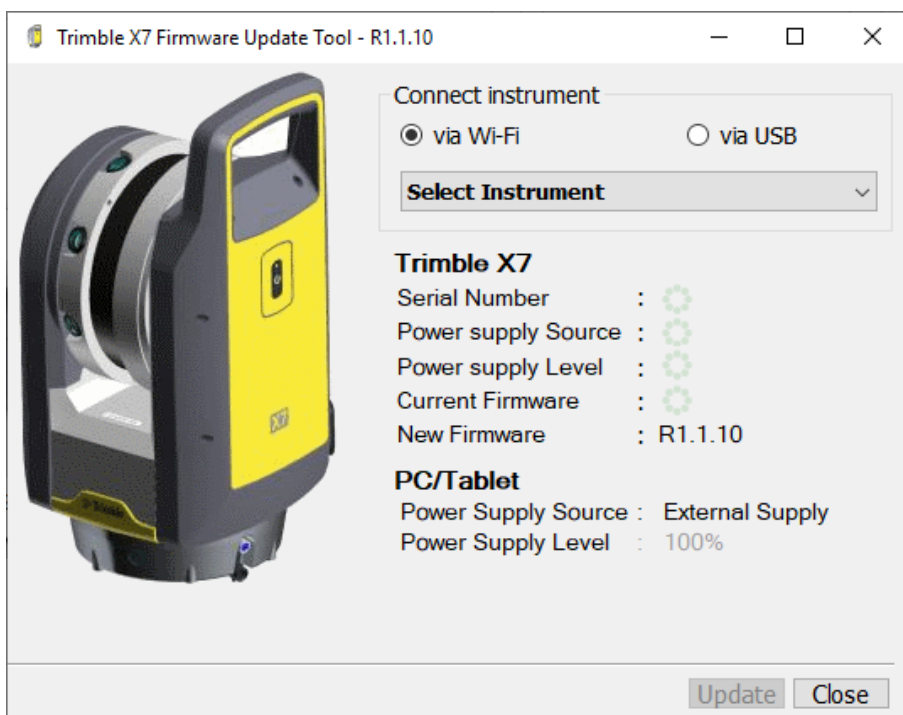 Trimble X7 Firmware Update Tool - R1.1.10
Connect instrument
via Wi-Fi
via USB
Select Instrument
Trimble X7
Serial Number :
Power supply Source :
Power supply Level :
Current Firmware :
New Firmware : R1.1.10
PC/Tablet
Power Supply Source : External Supply
Power Supply Level : 100%
X7
Trimble
Update
Close